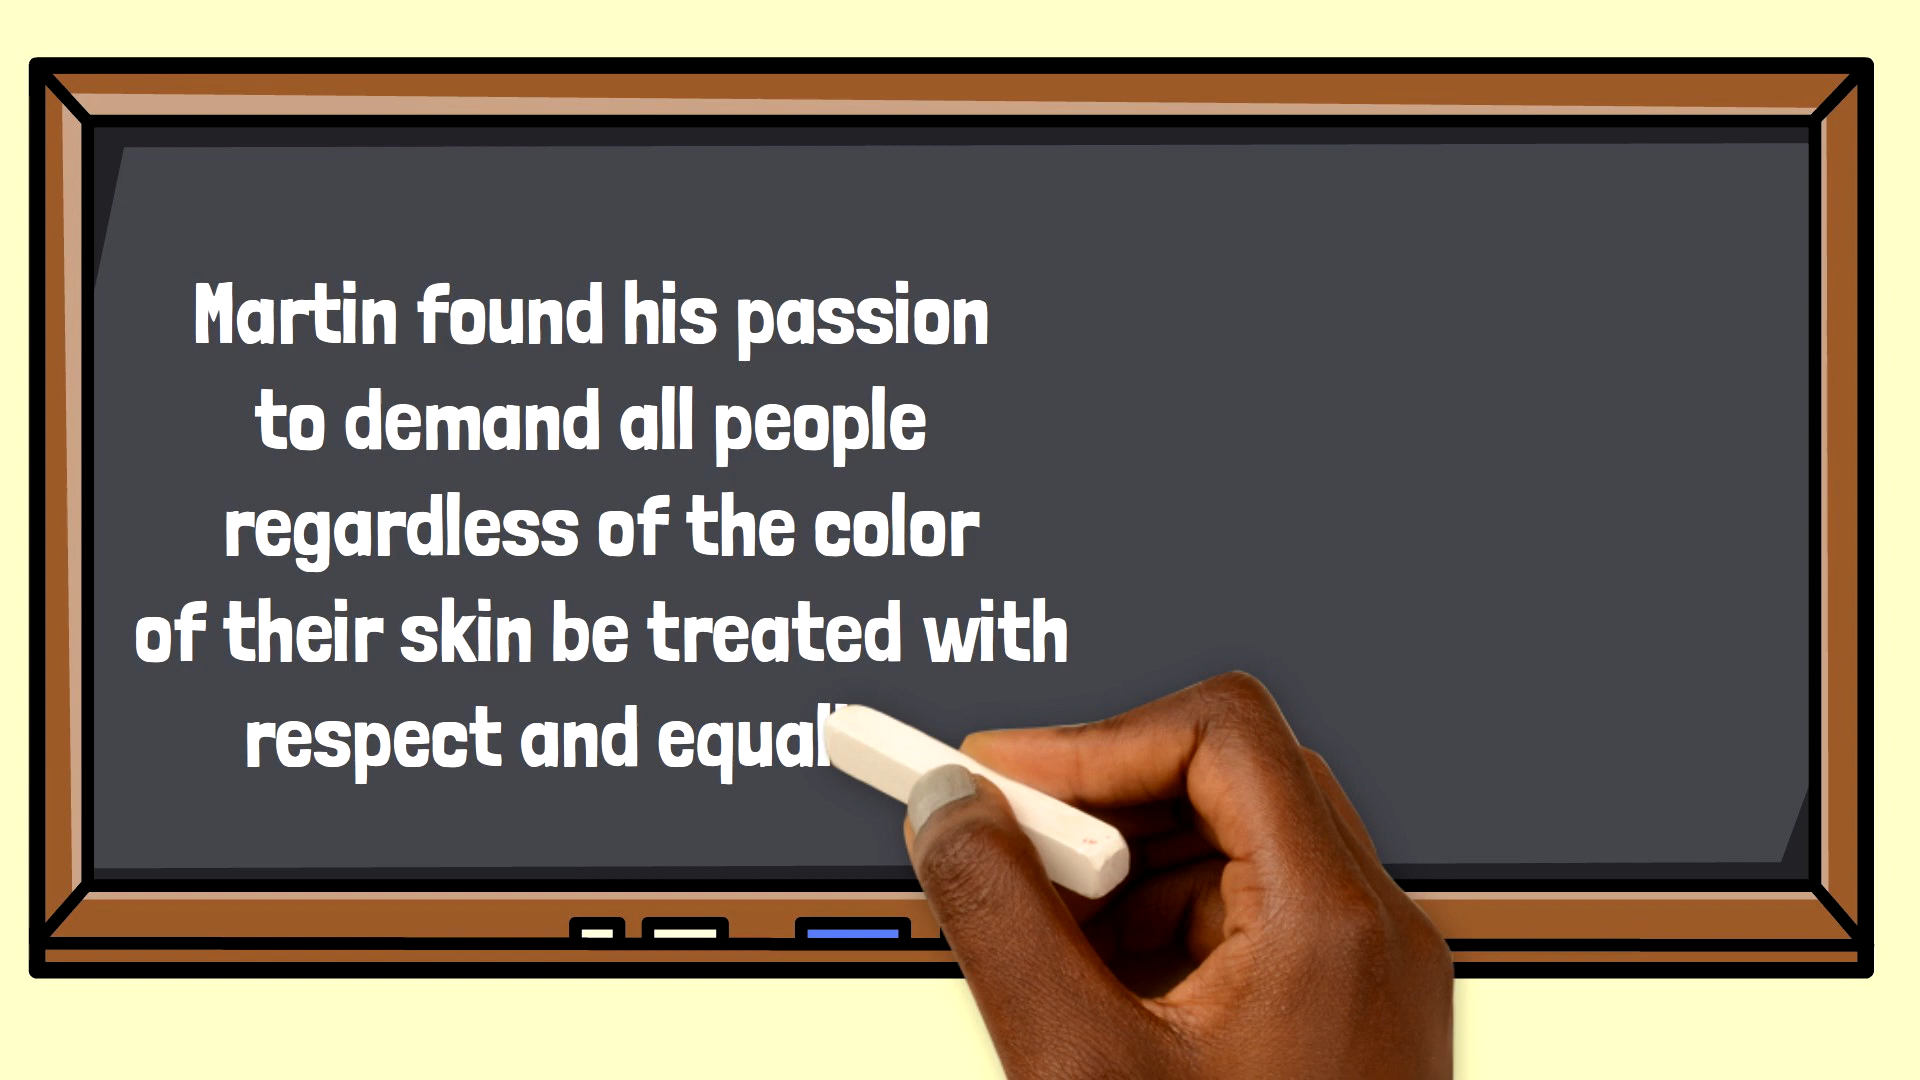 Martin found his passion
to demand all people
regardless of the color
of their skin be treated with
respect and equal